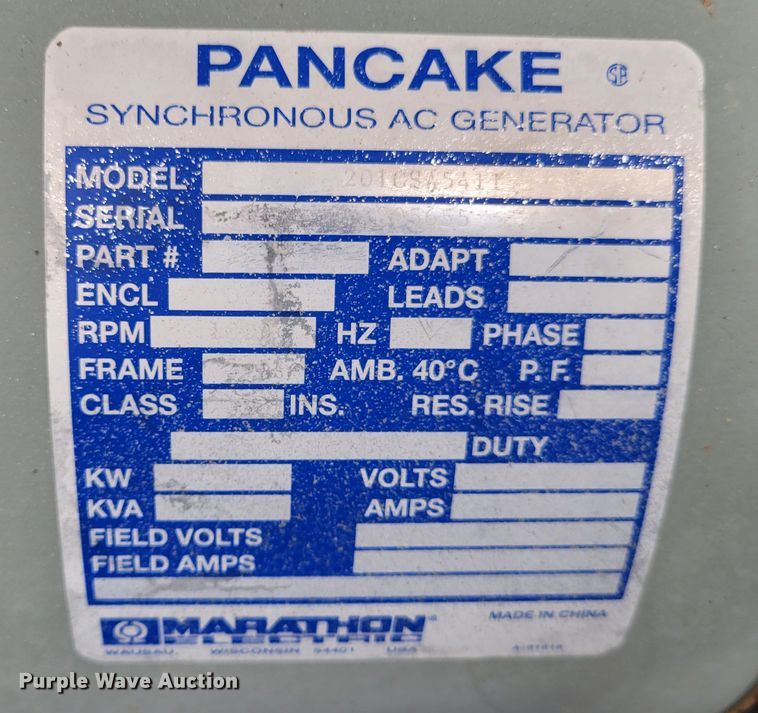 PANCAKE
SYNCHRONOUS AC GENERATOR
MODEL 201CSA5411
SERIAL
PART # ADAPT
ENCL LEADS
RPM HZ PHASE
FRAME AMB. 40°C P. F.
CLASS INS. RES. RISE
DUTY
KW VOLTS
KVA AMPS
FIELD VOLTS
FIELD AMPS
MARATHON ELECTRIC MADE IN CHINA
WAUSAU, WISCONSIN 54401 USA
Purple Wave Auction